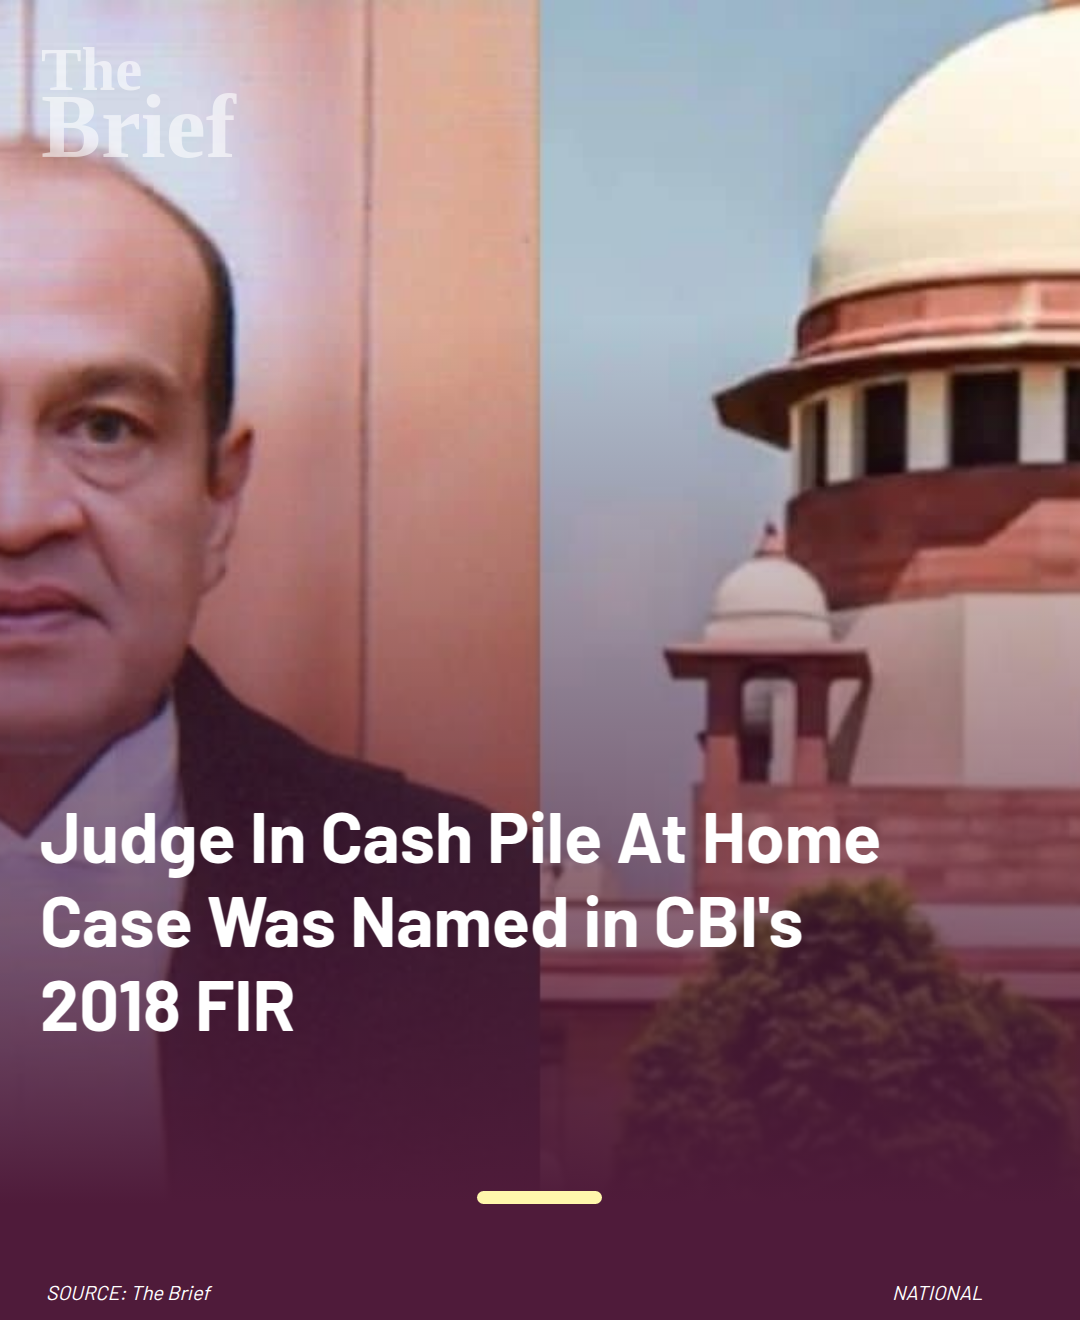 The
Brief
Judge In Cash Pile At Home
Case Was Named in CBI's
2018 FIR
SOURCE: The Brief
NATIONAL